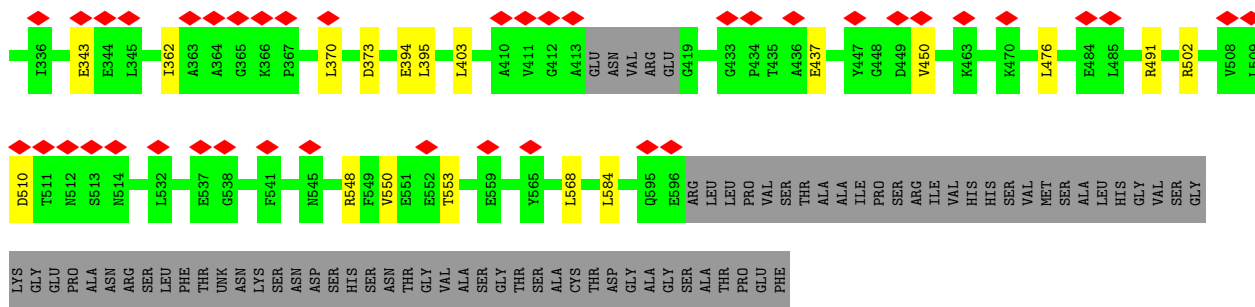 I336 E343 E344 L345 I362 A363 A364 G365 K366 P367 L370 D373 E394 L395 L403 A410 V411 G412 A413 GLU ASN VAL ARG GLU G419 G433 P434 T435 A436 E437 Y447 G448 D449 V450 K463 K470 L476 E484 L485 R491 R502 V508 L509
D510 T511 N512 S513 N514 L532 E537 G538 F541 N545 R548 F549 V550 E551 E552 T553 E559 Y565 L568 L584 Q595 E596 ARG LEU LEU PRO VAL SER THR ALA ALA ILE PRO SER ARG ILE VAL HIS HIS SER VAL MET SER ALA LEU HIS GLY VAL SER GLY
LYS GLY GLU PRO ALA ASN ARG SER LEU PHE THR UNK ASN LYS SER ASN ASP SER HIS SER ASN THR GLY VAL ALA SER GLY THR SER ALA CYS THR ASP GLY ALA GLY SER ALA THR PRO GLU PHE